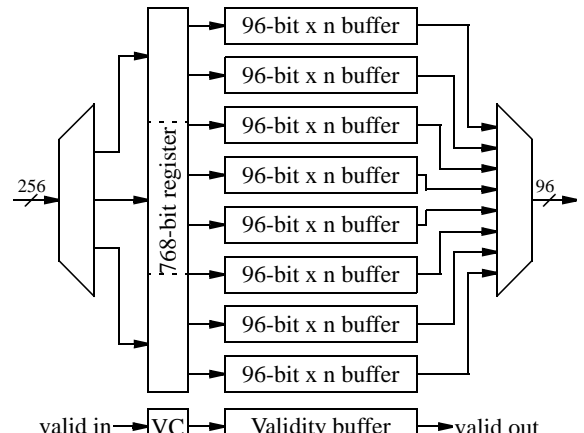 96-bit x n buffer
96-bit x n buffer
96-bit x n buffer
96-bit x n buffer
96-bit x n buffer
96-bit x n buffer
96-bit x n buffer
96-bit x n buffer
256
768-bit register
96
valid in
VC
Validity buffer
valid out